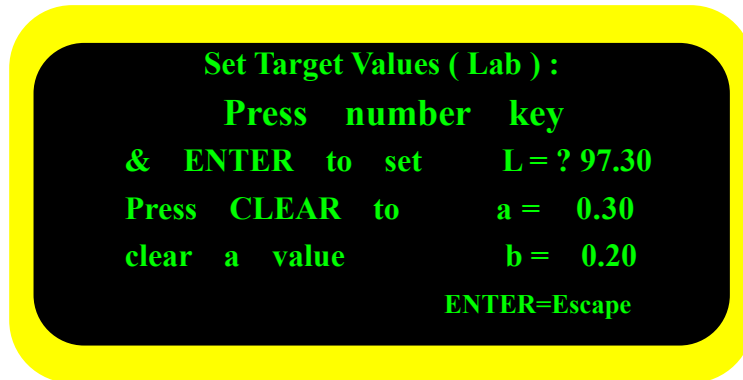 Set Target Values ( Lab ) :
Press number key
& ENTER to set L = ? 97.30
Press CLEAR to a = 0.30
clear a value b = 0.20
ENTER=Escape